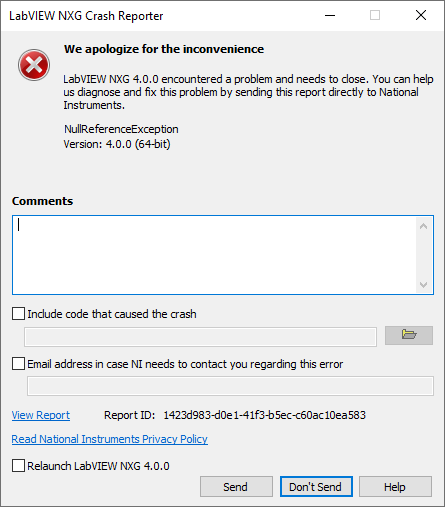 LabVIEW NXG Crash Reporter
We apologize for the inconvenience
LabVIEW NXG 4.0.0 encountered a problem and needs to close. You can help
us diagnose and fix this problem by sending this report directly to National
Instruments.
NullReferenceException
Version: 4.0.0 (64-bit)
Comments
Include code that caused the crash
Email address in case NI needs to contact you regarding this error
View Report Report ID: 1423d983-d0e1-41f3-b5ec-c60ac10ea583
Read National Instruments Privacy Policy
Relaunch LabVIEW NXG 4.0.0
Send Don't Send Help